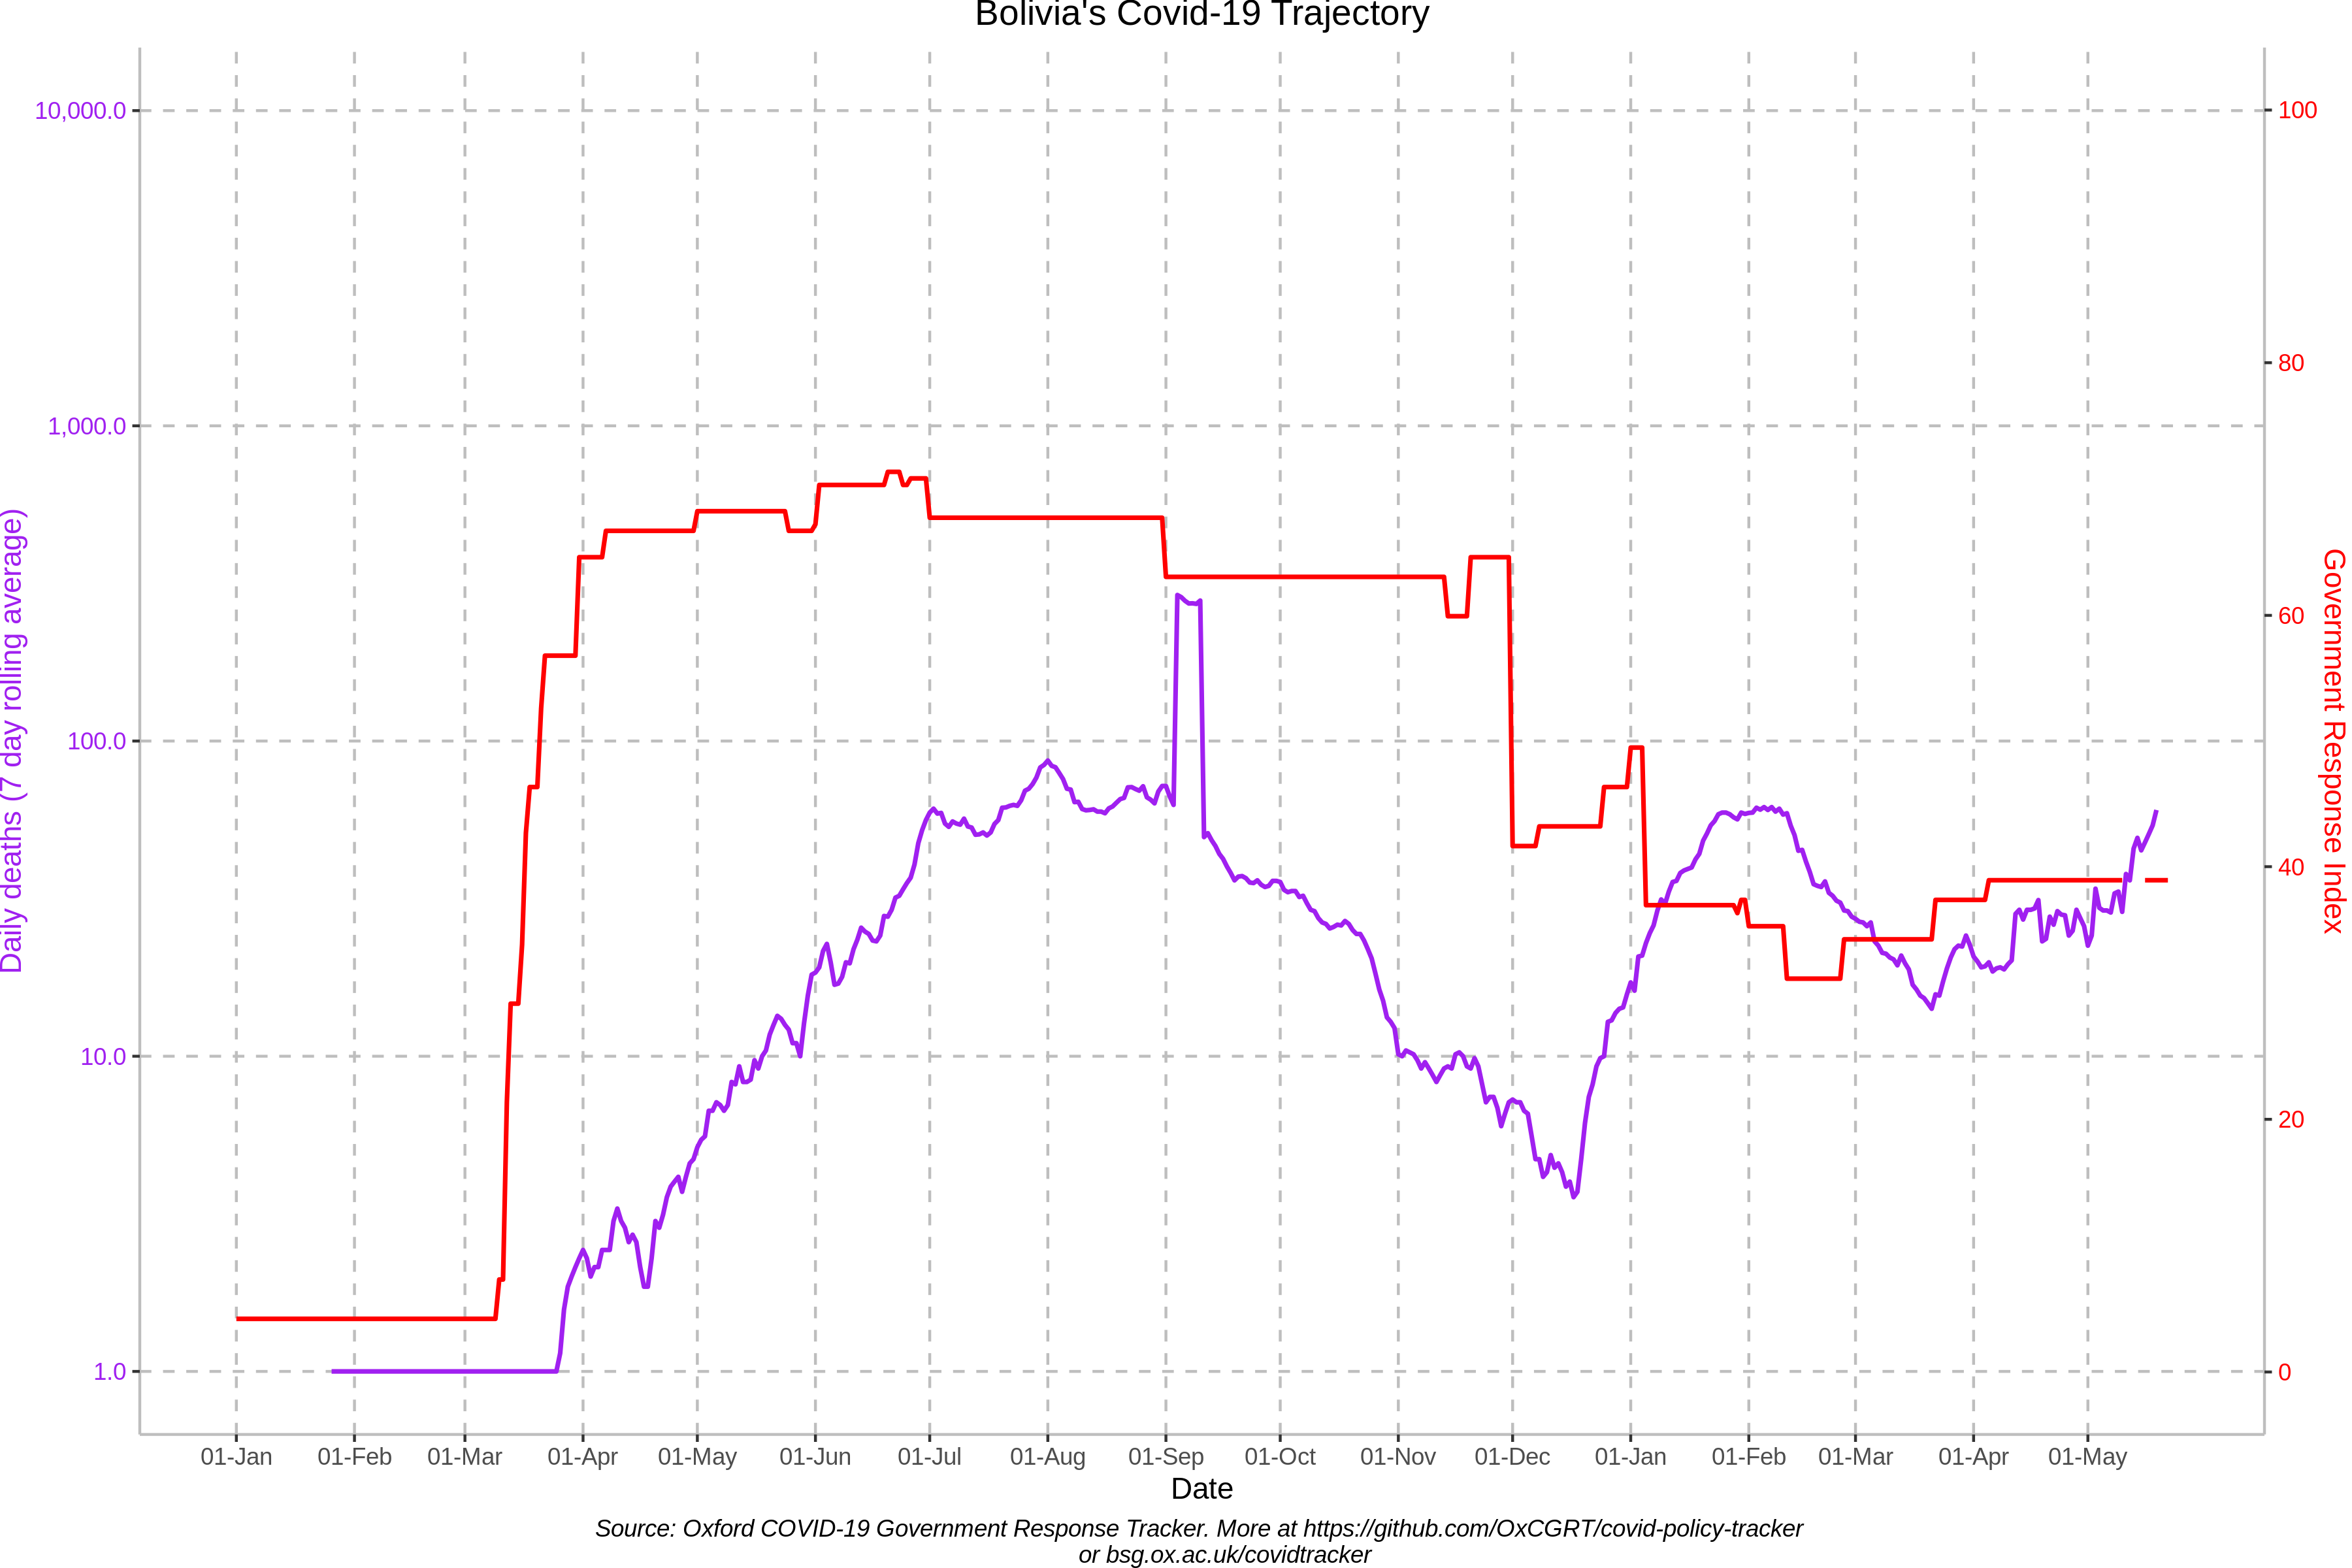 Bolivia's Covid-19 Trajectory
10,000.0
1,000.0
100.0
10.0
1.0
Daily deaths (7 day rolling average)
100
80
60
40
20
0
Government Response Index
01-Jan 01-Feb 01-Mar 01-Apr 01-May 01-Jun 01-Jul 01-Aug 01-Sep 01-Oct 01-Nov 01-Dec 01-Jan 01-Feb 01-Mar 01-Apr 01-May
Date
Source: Oxford COVID-19 Government Response Tracker. More at https://github.com/OxCGRT/covid-policy-tracker
or bsg.ox.ac.uk/covidtracker